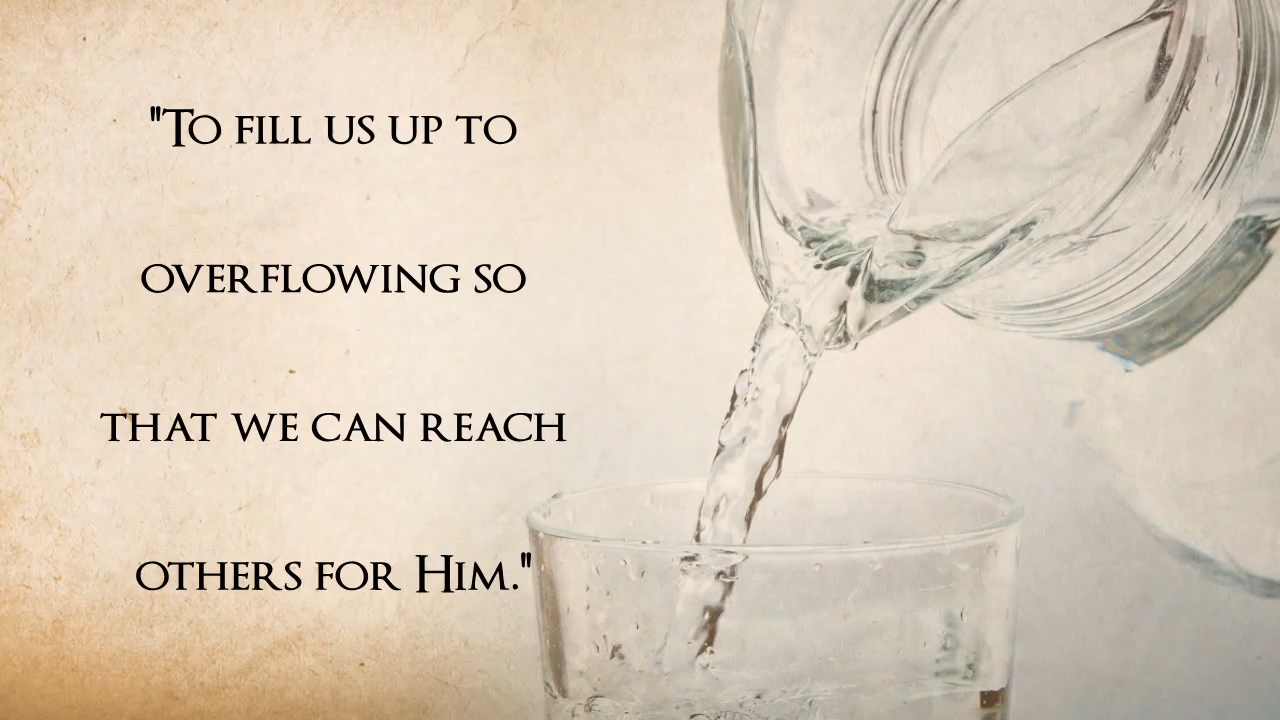 "To fill us up to
overflowing so
that we can reach
others for Him."